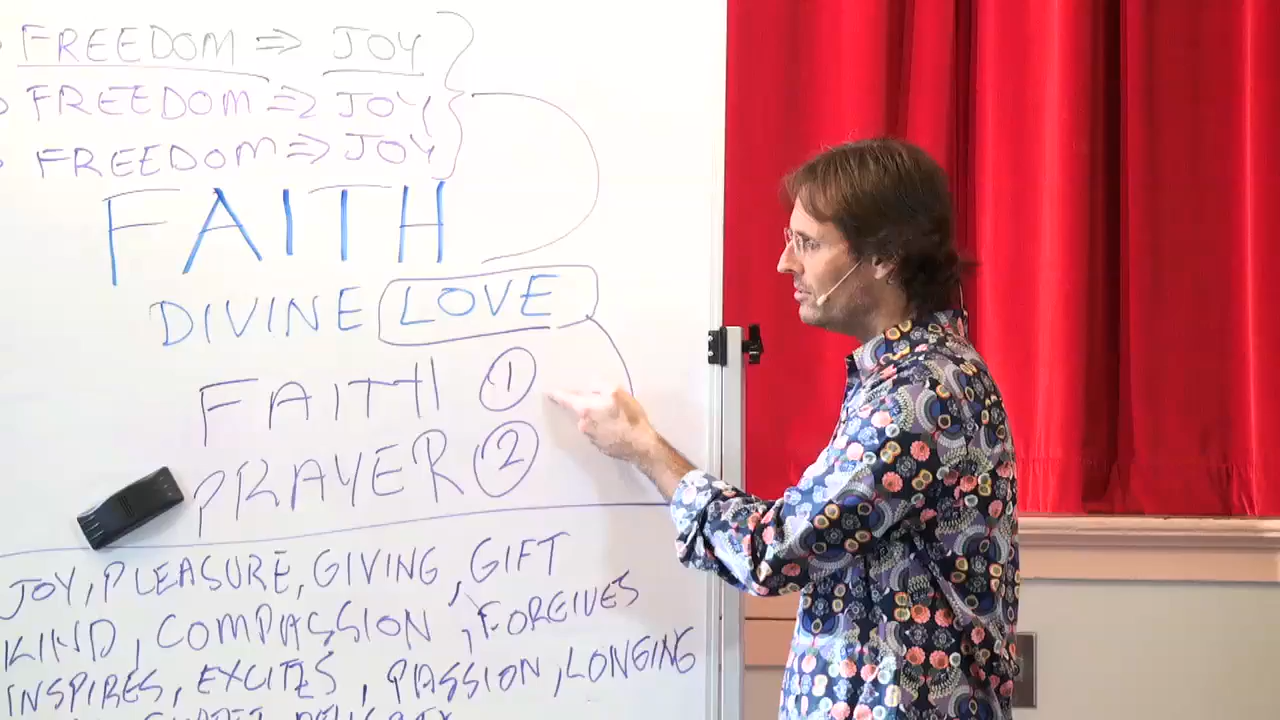 FREEDOM => JOY
FREEDOM => JOY
FREEDOM => JOY
FAITH
DIVINE LOVE
FAITH 1
PRAYER 2
JOY, PLEASURE, GIVING, GIFT
KIND, COMPASSION, FORGIVES
INSPIRES, EXCITES, PASSION, LONGING